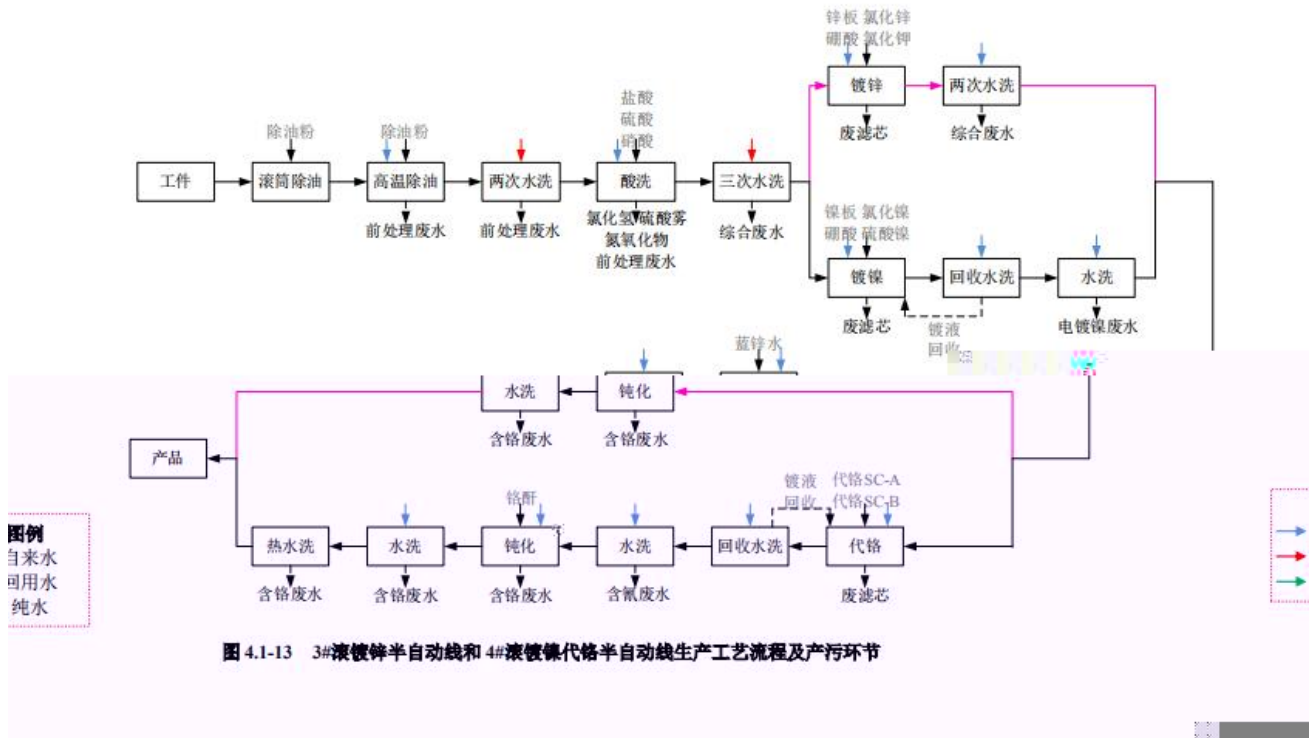 锌板 氯化锌
硼酸 氯化钾
镀锌
两次水洗
废滤芯
综合废水
盐酸
硫酸
硝酸
除油粉
除油粉
工件
滚筒除油
高温除油
两次水洗
酸洗
三次水洗
前处理废水
前处理废水
氯化氢 硫酸雾
氮氧化物
前处理废水
综合废水
镍板 氯化镍
硼酸 硫酸镍
镀镍
回收水洗
水洗
废滤芯
镀液
回收
电镀镍废水
蓝锌水
水洗
钝化
含铬废水
含铬废水
产品
铬酐
镀液
回收
代铬SC-A
代铬SC-B
热水洗
水洗
钝化
水洗
回收水洗
代铬
含铬废水
含铬废水
含铬废水
含氰废水
废滤芯
图例
自来水
回用水
纯水
图 4.1-13 3#滚镀锌半自动线和 4#滚镀镍代铬半自动线生产工艺流程及产污环节